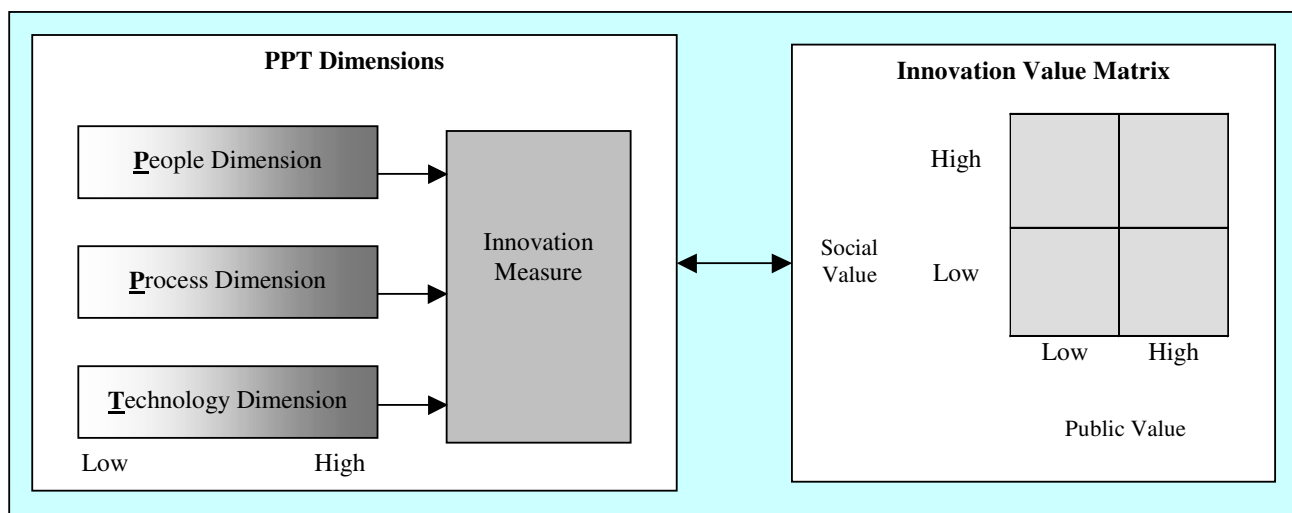 PPT Dimensions
People Dimension
Process Dimension
Technology Dimension
Low High
Innovation
Measure
Innovation Value Matrix
High
Social
Value
Low
Low High
Public Value